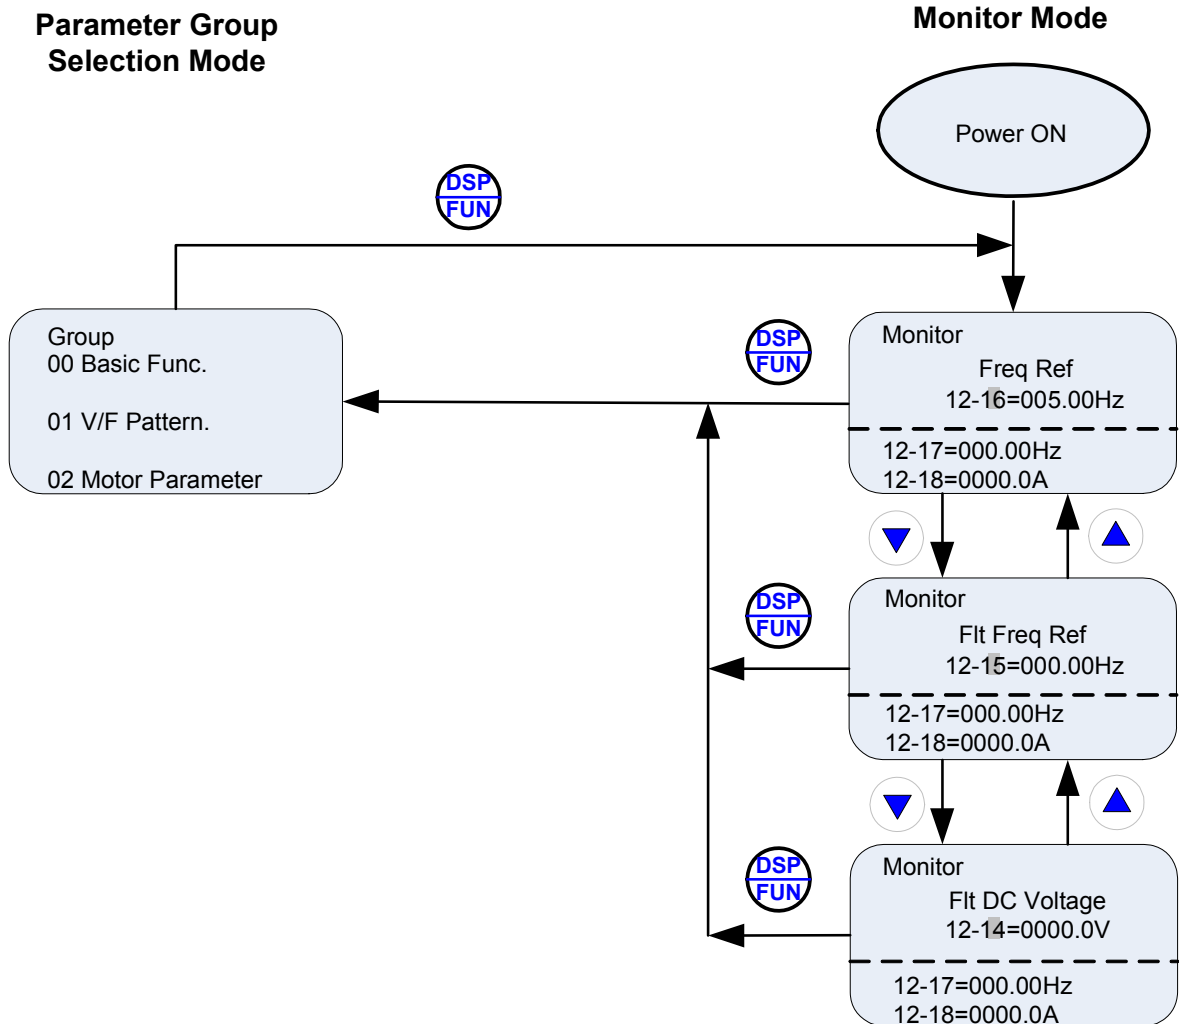 Parameter Group
Selection Mode
Monitor Mode
Power ON
DSP
FUN
Group
00 Basic Func.
01 V/F Pattern.
02 Motor Parameter
DSP
FUN
Monitor
Freq Ref
12-16=005.00Hz
12-17=000.00Hz
12-18=0000.0A
DSP
FUN
Monitor
Flt Freq Ref
12-15=000.00Hz
12-17=000.00Hz
12-18=0000.0A
DSP
FUN
Monitor
Flt DC Voltage
12-14=0000.0V
12-17=000.00Hz
12-18=0000.0A